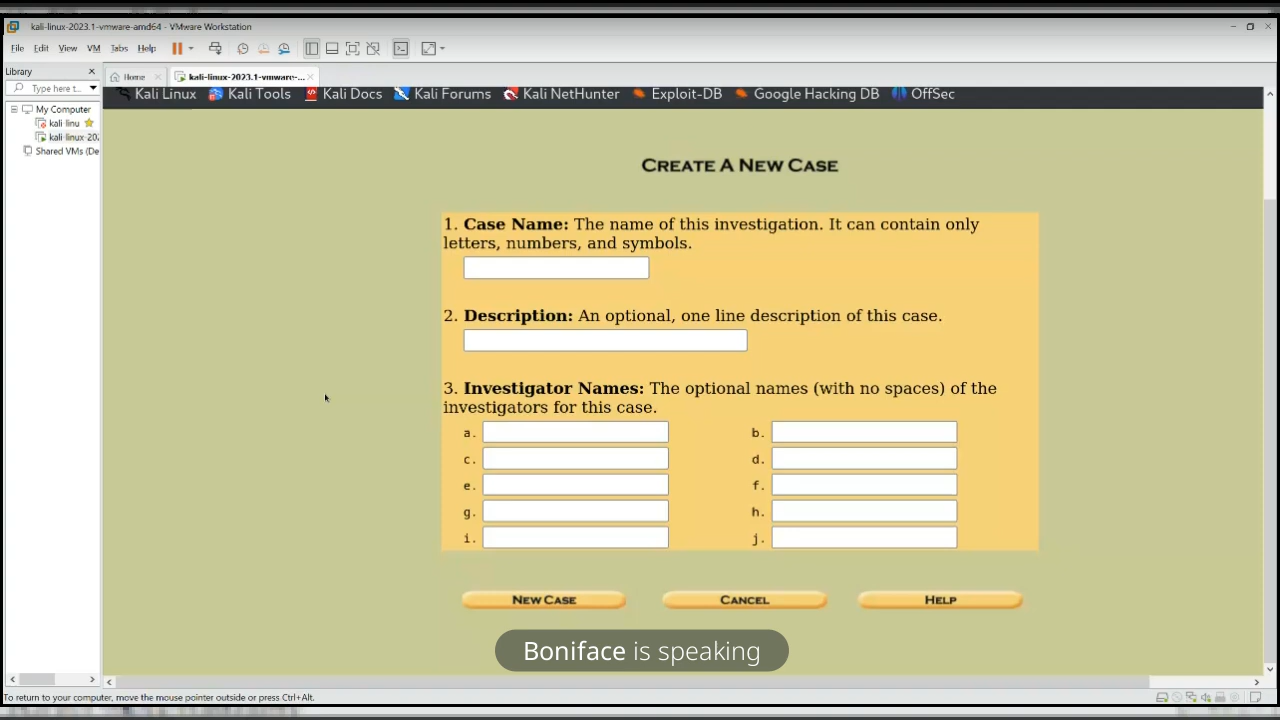 kali-linux-2023.1-vmware-amd64 - VMware Workstation
File Edit View VM Tabs Help
Library
Home
kali-linux-2023.1-vmware-...
Type here t...
My Computer
kali-linu
kali-linux-202
Shared VMs (De
Kali Linux Kali Tools Kali Docs Kali Forums Kali NetHunter Exploit-DB Google Hacking DB OffSec
CREATE A NEW CASE
1. Case Name: The name of this investigation. It can contain only
letters, numbers, and symbols.
2. Description: An optional, one line description of this case.
3. Investigator Names: The optional names (with no spaces) of the
investigators for this case.
a. b.
c. d.
e. f.
g. h.
i. j.
NEW CASE CANCEL HELP
Boniface is speaking
To return to your computer, move the mouse pointer outside or press Ctrl+Alt.